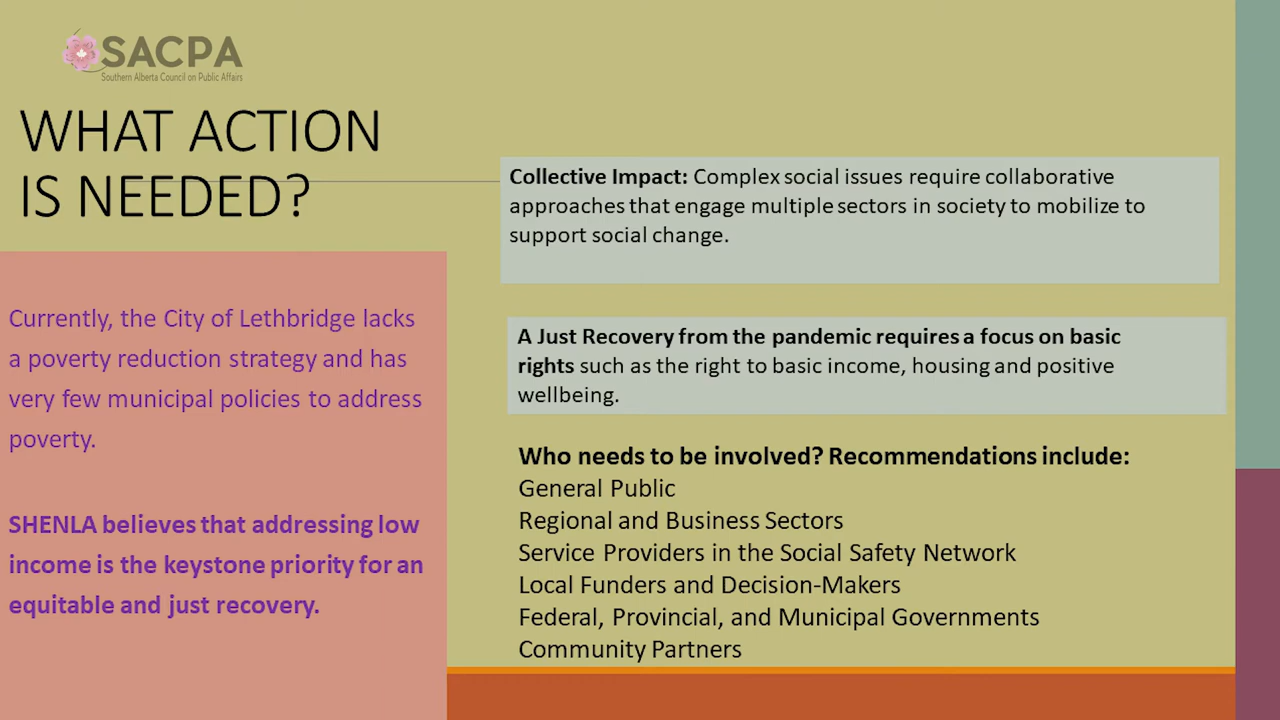 SACPA
Southern Alberta Council on Public Affairs
WHAT ACTION
IS NEEDED?
Currently, the City of Lethbridge lacks
a poverty reduction strategy and has
very few municipal policies to address
poverty.
SHENLA believes that addressing low
income is the keystone priority for an
equitable and just recovery.
Collective Impact: Complex social issues require collaborative
approaches that engage multiple sectors in society to mobilize to
support social change.
A Just Recovery from the pandemic requires a focus on basic
rights such as the right to basic income, housing and positive
wellbeing.
Who needs to be involved? Recommendations include:
General Public
Regional and Business Sectors
Service Providers in the Social Safety Network
Local Funders and Decision-Makers
Federal, Provincial, and Municipal Governments
Community Partners